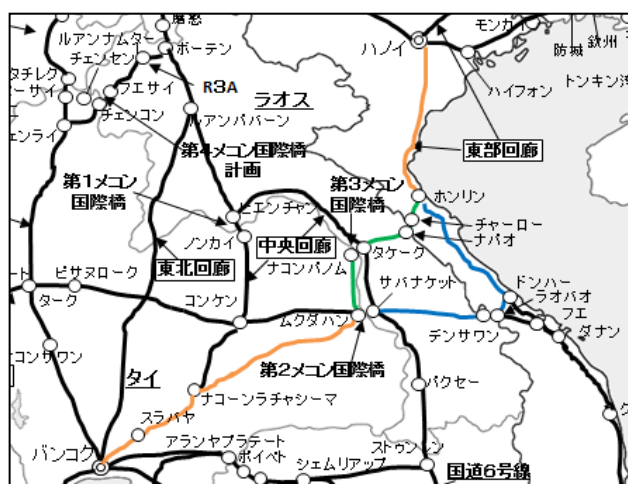 モンカイ
欽州
防城
ルアンナムター
ボーテン
ハノイ
チェンセン
タチレク
R3A
ハイフォン
トンキン湾
フエサイ
ラオス
チェンコン
ルアンパバーン
チェンライ
第4メコン国際橋
計画
東部回廊
第1メコン
国際橋
第3メコン
国際橋
ホンリン
ビエンチャン
チャーロー
ナパオ
ノンカイ
中央回廊
タケーク
東北回廊
ナコンパノム
ピサヌローク
サバナケット
ドンハー
ラオバオ
ターク
コンケン
フエ
ムクダハン
デンサワン
ダナン
コンサワン
第2メコン国際橋
タイ
パクセー
ナコーンラチャシーマ
スラバヤ
アランヤプラテート
バンコク
ポイペト
ストゥントレン
シェムリアップ
国道6号線